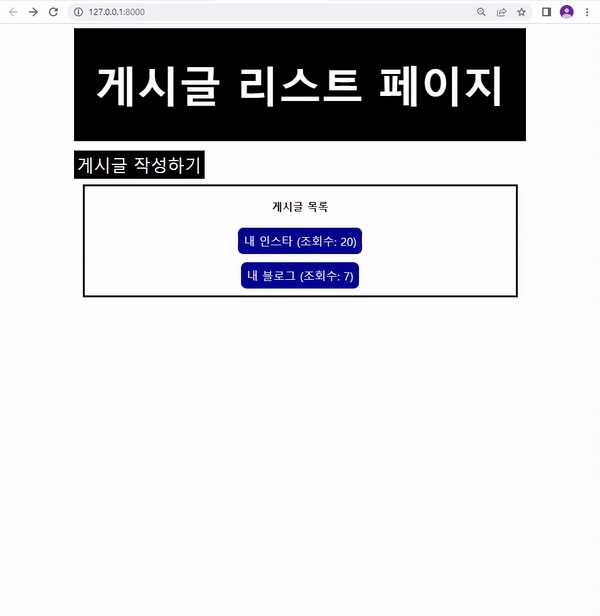 127.0.0.1:8000
게시글 리스트 페이지
게시글 작성하기
게시글 목록
내 인스타 (조회수: 20)
내 블로그 (조회수: 7)